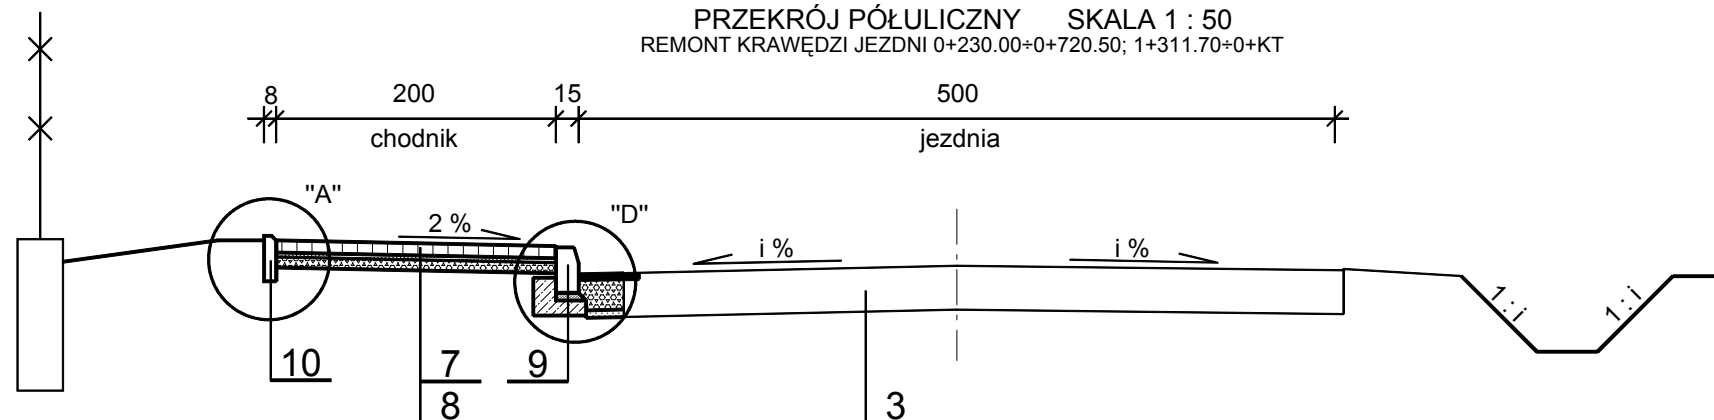 PRZEKRÓJ PÓŁULICZNY SKALA 1 : 50
REMONT KRAWĘDZI JEZDNI 0+230.00÷0+720.50; 1+311.70÷0+KT
8 200 15 500
chodnik jezdnia
"A" "D"
2 % i % i %
1 : i 1 : i
10 7 9
8 3